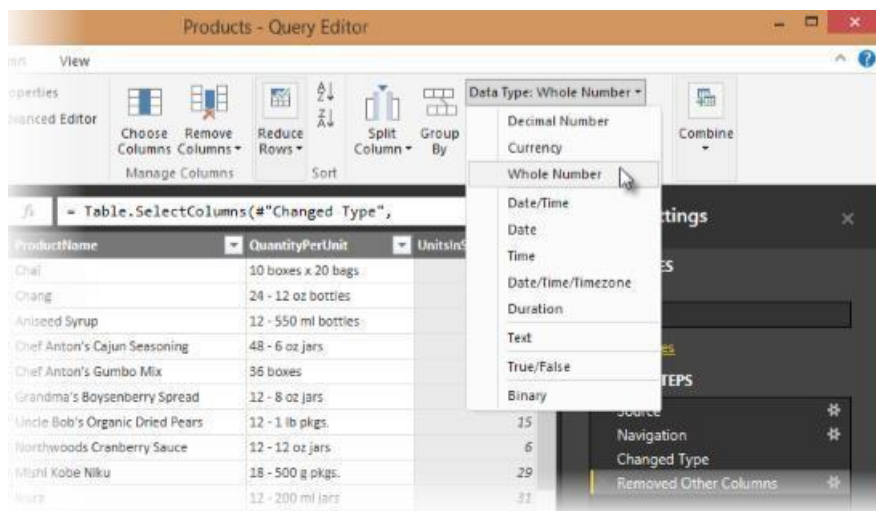 Products - Query Editor
View
Advanced Editor
Choose Columns
Remove Columns
Manage Columns
Reduce Rows
Sort
Split Column
Group By
Data Type: Whole Number
Decimal Number
Currency
Whole Number
Date/Time
Date
Time
Date/Time/Timezone
Duration
Text
True/False
Binary
Combine
= Table.SelectColumns(#"Changed Type",
ttings
ProductName QuantityPerUnit UnitsInS
Chai 10 boxes x 20 bags
Chang 24 - 12 oz bottles
Aniseed Syrup 12 - 550 ml bottles
Chef Anton's Cajun Seasoning 48 - 6 oz jars
Chef Anton's Gumbo Mix 36 boxes
Grandma's Boysenberry Spread 12 - 8 oz jars
Uncle Bob's Organic Dried Pears 12 - 1 lb pkgs. 15
Northwoods Cranberry Sauce 12 - 12 oz jars 6
Mishi Kobe Niku 18 - 500 g pkgs. 29
Ikura 12 - 200 ml jars 31
ES
es
TEPS
Source
Navigation
Changed Type
Removed Other Columns